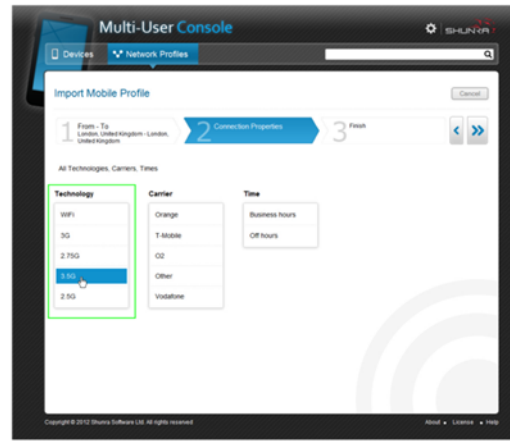 Multi-User Console
SHUNRA
Devices
Network Profiles
Import Mobile Profile
Cancel
1
From - To
London, United Kingdom - London,
United Kingdom
2
Connection Properties
3
Finish
All Technologies, Carriers, Times
Technology
WIFI
3G
2.75G
3.5G
2.5G
Carrier
Orange
T-Mobile
O2
Other
Vodafone
Time
Business hours
Off hours
Copyright © 2012 Shunra Software Ltd. All rights reserved
About • License • Help